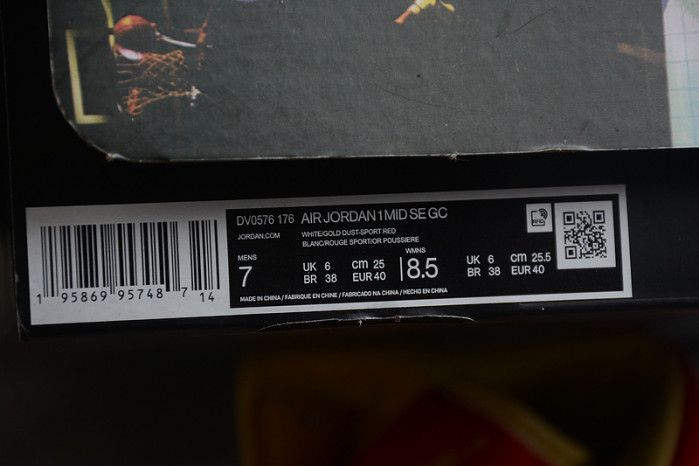 DV0576 176 AIR JORDAN 1 MID SE GC
JORDAN.COM
WHITE/GOLD DUST-SPORT RED
BLANC/ROUGE SPORT/OR POUSSIERE
MENS
7
UK 6 cm 25
BR 38 EUR 40
WMNS
8.5
UK 6 cm 25.5
BR 38 EUR 40
MADE IN CHINA / FABRIQUE EN CHINE / FABRICADO NA CHINA / HECHO EN CHINA
RFID
1 95869 95748 7 14